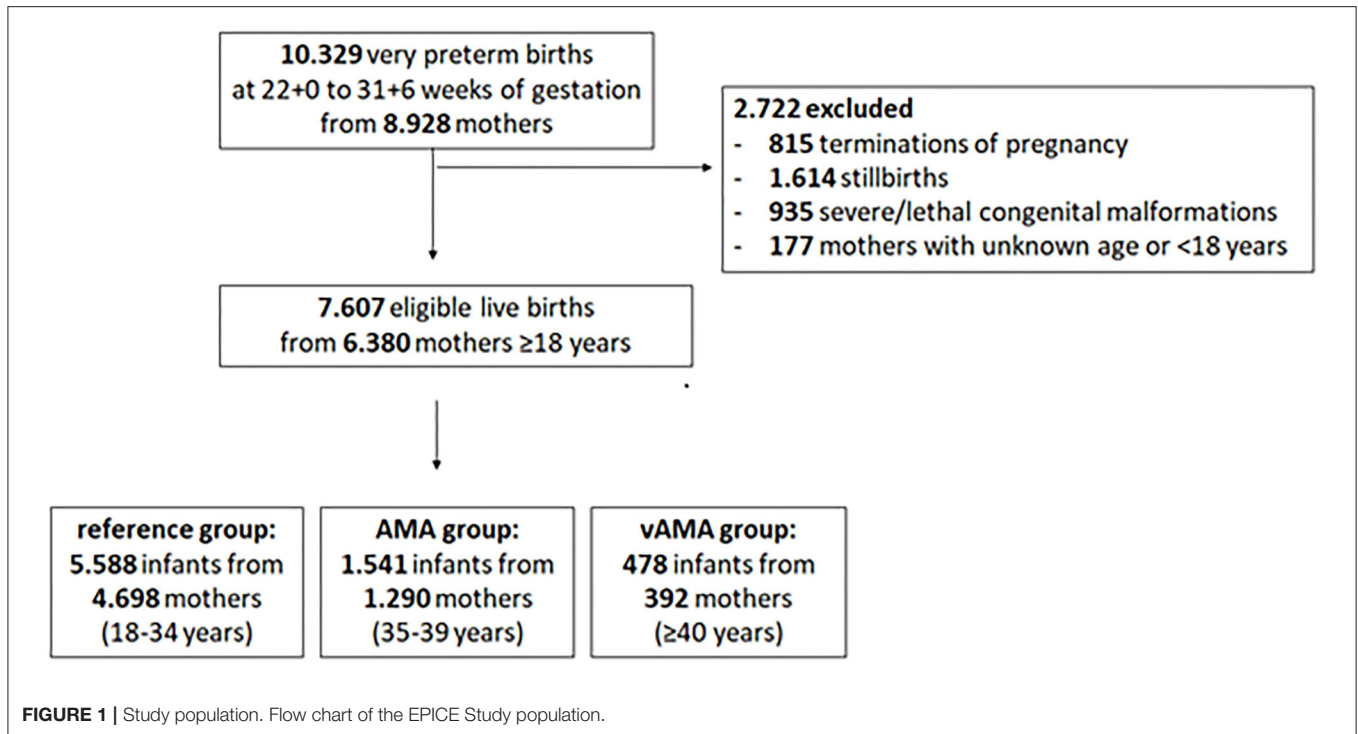 10.329 very preterm births
at 22+0 to 31+6 weeks of gestation
from 8.928 mothers
2.722 excluded
- 815 terminations of pregnancy
- 1.614 stillbirths
- 935 severe/lethal congenital malformations
- 177 mothers with unknown age or <18 years
7.607 eligible live births
from 6.380 mothers ≥18 years
reference group:
5.588 infants from
4.698 mothers
(18-34 years)
AMA group:
1.541 infants from
1.290 mothers
(35-39 years)
vAMA group:
478 infants from
392 mothers
(≥40 years)
FIGURE 1 | Study population. Flow chart of the EPICE Study population.